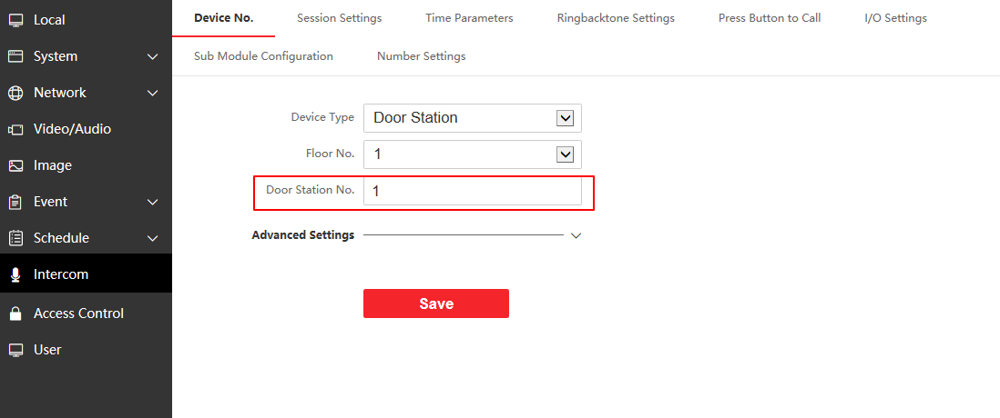 Local
System
Network
Video/Audio
Image
Event
Schedule
Intercom
Access Control
User
Device No. Session Settings Time Parameters Ringbacktone Settings Press Button to Call I/O Settings
Sub Module Configuration Number Settings
Device Type Door Station
Floor No. 1
Door Station No. 1
Advanced Settings
Save